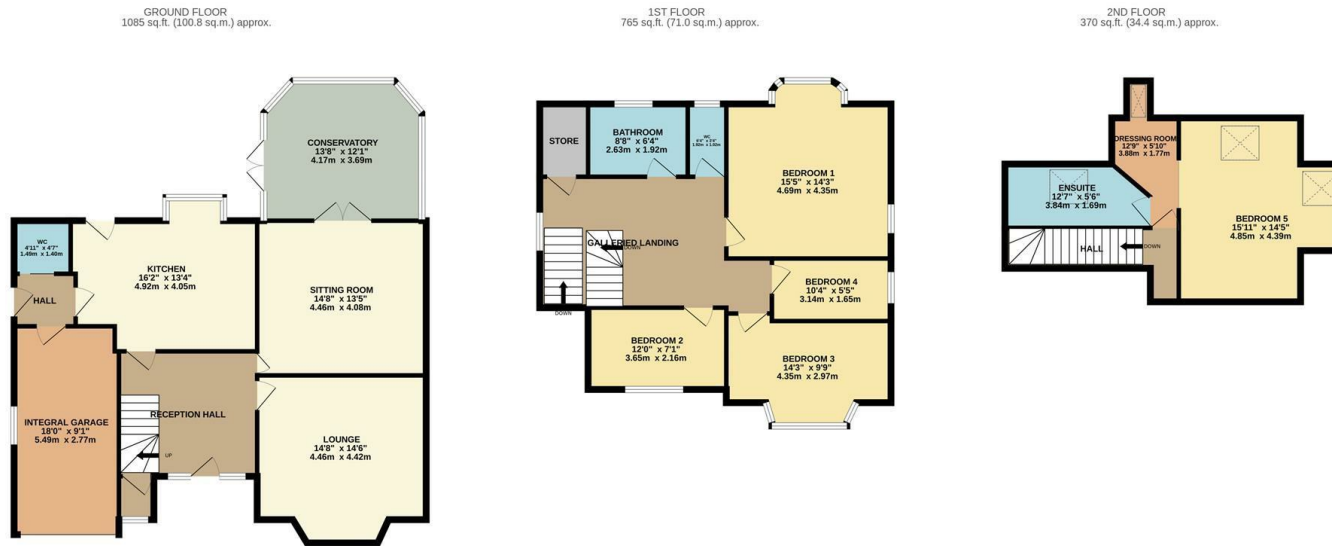 GROUND FLOOR
1085 sq.ft. (100.8 sq.m.) approx.
CONSERVATORY
13'8" x 12'1"
4.17m x 3.69m
WC
4'11" x 4'7"
1.49m x 1.40m
KITCHEN
16'2" x 13'4"
4.92m x 4.05m
HALL
SITTING ROOM
14'8" x 13'5"
4.46m x 4.08m
INTEGRAL GARAGE
18'0" x 9'1"
5.49m x 2.77m
RECEPTION HALL
UP
LOUNGE
14'8" x 14'6"
4.46m x 4.42m
1ST FLOOR
765 sq.ft. (71.0 sq.m.) approx.
STORE
BATHROOM
8'8" x 6'4"
2.63m x 1.92m
WC
BEDROOM 1
15'5" x 14'3"
4.69m x 4.35m
GALLERIED LANDING
DOWN
DOWN
BEDROOM 4
10'4" x 5'5"
3.14m x 1.65m
BEDROOM 2
12'0" x 7'1"
3.65m x 2.16m
BEDROOM 3
14'3" x 9'9"
4.35m x 2.97m
2ND FLOOR
370 sq.ft. (34.4 sq.m.) approx.
DRESSING ROOM
12'9" x 5'10"
3.88m x 1.77m
ENSUITE
12'7" x 5'6"
3.84m x 1.69m
HALL
DOWN
BEDROOM 5
15'11" x 14'5"
4.85m x 4.39m